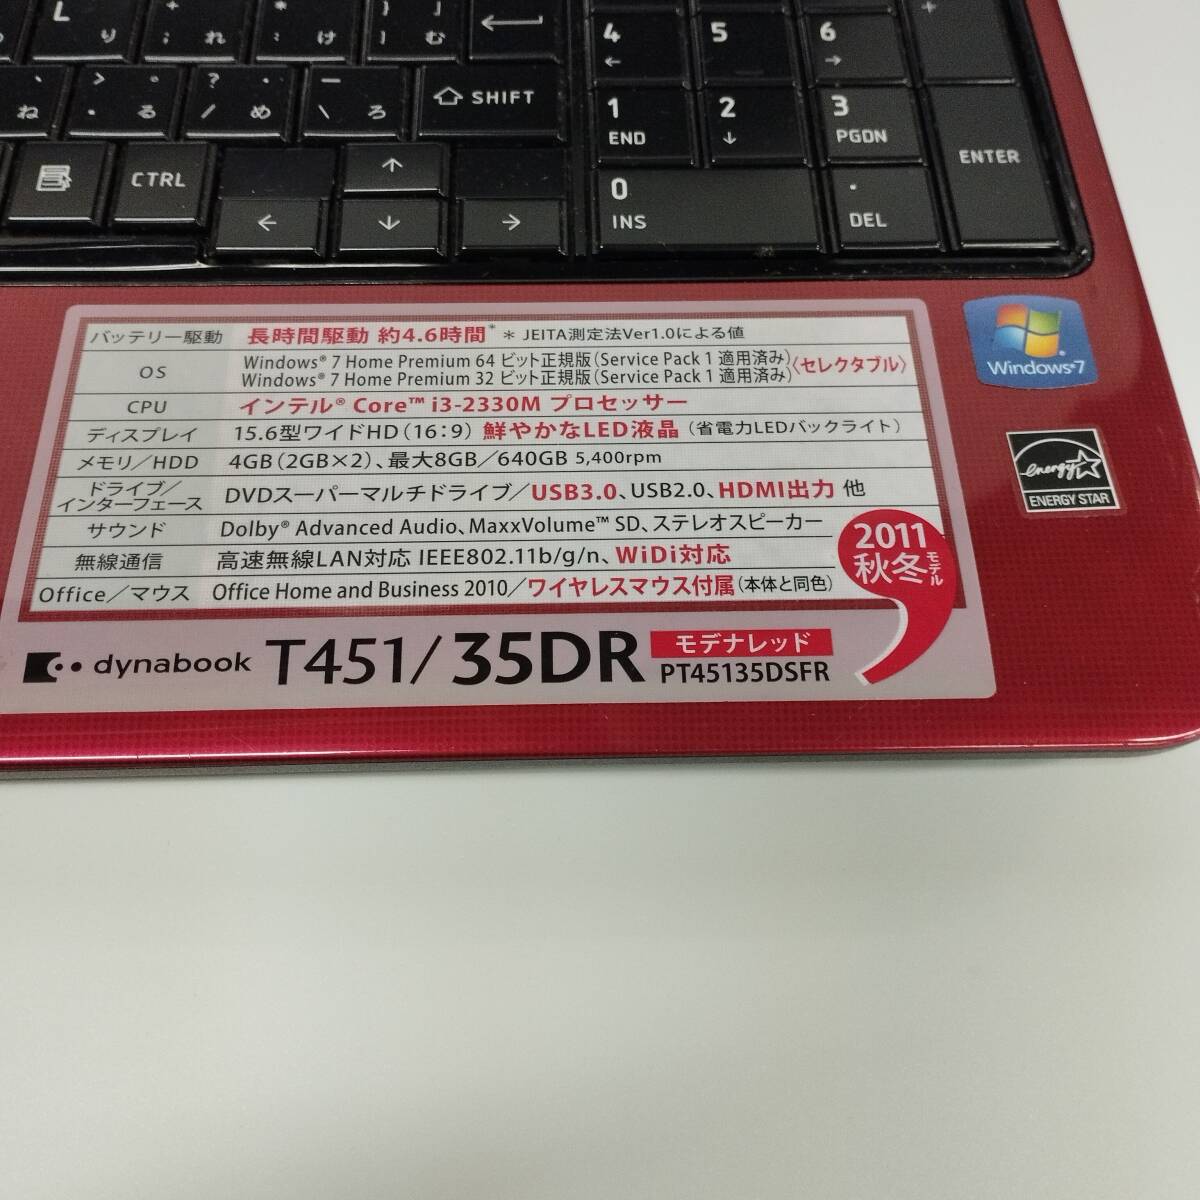 L り ; れ : け ] む 4 ← 5 6 → +
、 ね > 。 る ? ・ / め \ ろ SHIFT 1 END 2 ↓ 3 PGDN ENTER
CTRL ↑ 0 INS . DEL
← ↓ →
バッテリー駆動 長時間駆動 約4.6時間* * JEITA測定法Ver1.0による値
OS Windows® 7 Home Premium 64 ビット正規版(Service Pack 1 適用済み)
Windows® 7 Home Premium 32 ビット正規版(Service Pack 1 適用済み)〈セレクタブル〉
CPU インテル® Core™ i3-2330M プロセッサー
ディスプレイ 15.6型ワイドHD(16:9) 鮮やかなLED液晶 (省電力LEDバックライト)
メモリ/HDD 4GB(2GB×2)、最大8GB/640GB 5,400rpm
ドライブ/インターフェース DVDスーパーマルチドライブ/USB3.0、USB2.0、HDMI出力 他
サウンド Dolby® Advanced Audio、MaxxVolume™ SD、ステレオスピーカー
無線通信 高速無線LAN対応 IEEE802.11b/g/n、WiDi対応
Office/マウス Office Home and Business 2010/ワイヤレスマウス付属(本体と同色)
2011
秋冬モデル
dynabook T451/35DR モデナレッド
PT45135DSFR
Windows®7
energy
ENERGY STAR